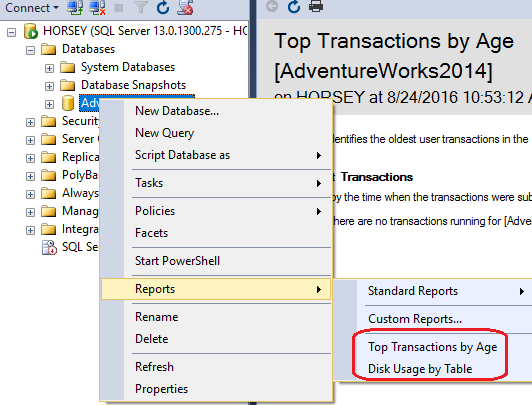 Connect
HORSEY (SQL Server 13.0.1300.275 - HO
Databases
System Databases
Database Snapshots
Adv
Security
Server O
Replica
PolyBa
Always
Manag
Integra
SQL Se
New Database...
New Query
Script Database as
Tasks
Policies
Facets
Start PowerShell
Reports
Rename
Delete
Refresh
Properties
Standard Reports
Custom Reports...
Top Transactions by Age
Disk Usage by Table
Top Transactions by Age
[AdventureWorks2014]
on HORSEY at 8/24/2016 10:53:12 A
identifies the oldest user transactions in the
t Transactions
by the time when the transactions were sub
here are no transactions running for [Adve